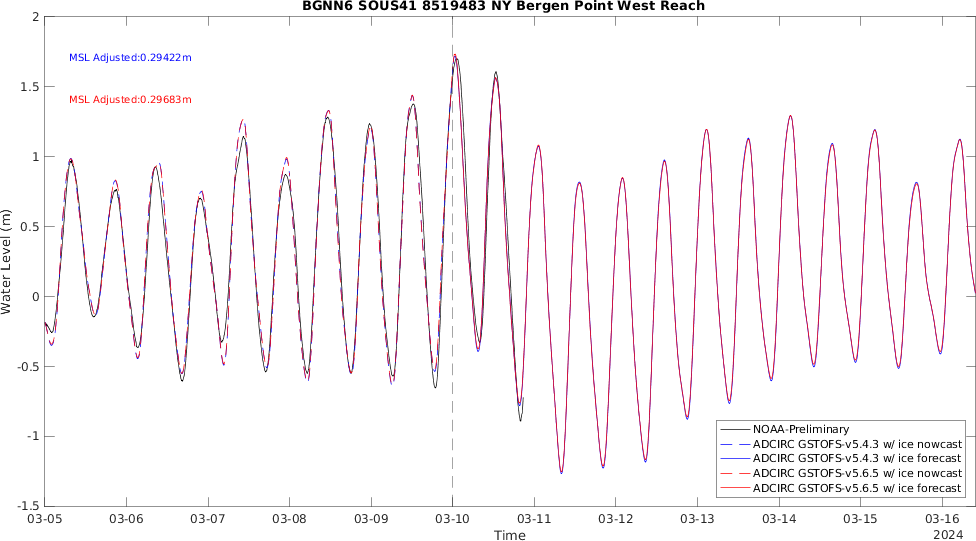 BGNN6 SOUS41 8519483 NY Bergen Point West Reach
2
1.5
1
0.5
0
-0.5
-1
-1.5
Water Level (m)
MSL Adjusted:0.29422m
MSL Adjusted:0.29683m
NOAA-Preliminary
ADCIRC GSTOFS-v5.4.3 w/ ice nowcast
ADCIRC GSTOFS-v5.4.3 w/ ice forecast
ADCIRC GSTOFS-v5.6.5 w/ ice nowcast
ADCIRC GSTOFS-v5.6.5 w/ ice forecast
03-05 03-06 03-07 03-08 03-09 03-10 03-11 03-12 03-13 03-14 03-15 03-16
Time
2024